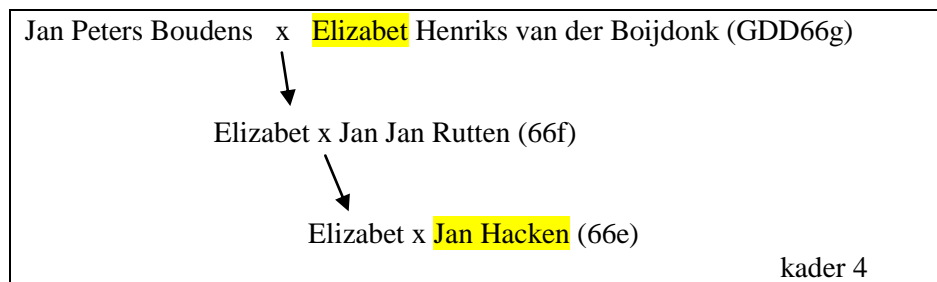 Jan Peters Boudens x Elizabet Henriks van der Boijdonk (GDD66g)
Elizabet x Jan Jan Rutten (66f)
Elizabet x Jan Hacken (66e)
kader 4